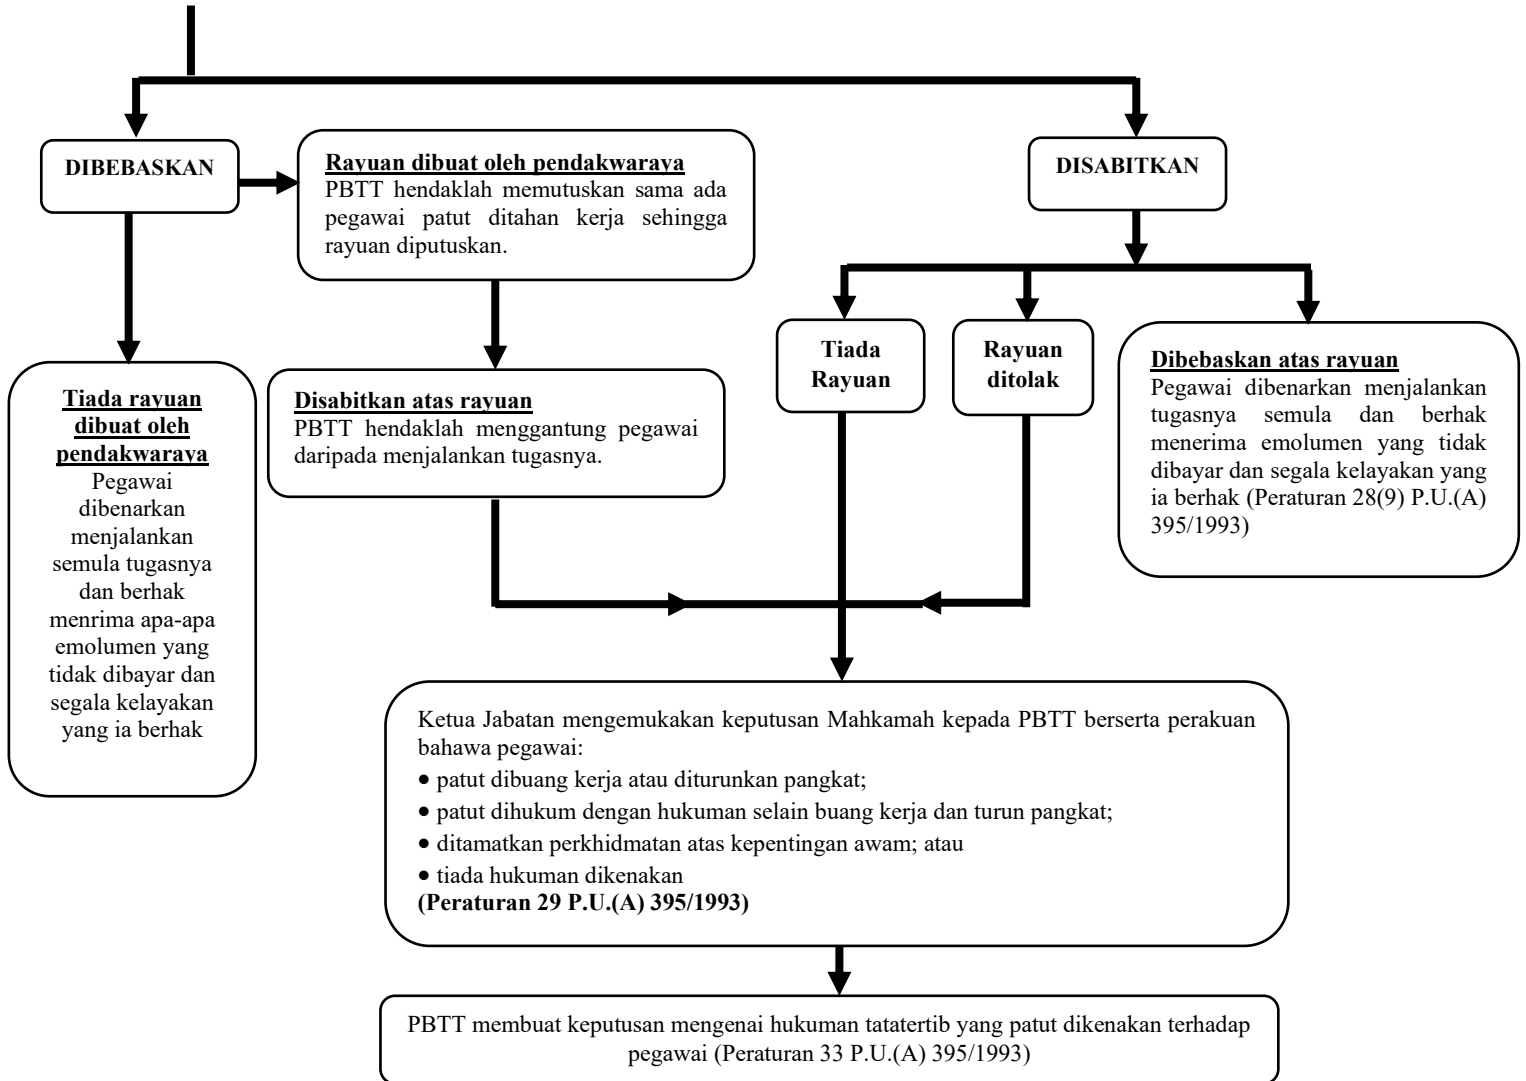 DIBEBASKAN
Rayuan dibuat oleh pendakwaraya
PBTT hendaklah memutuskan sama ada
pegawai patut ditahan kerja sehingga
rayuan diputuskan.
DISABITKAN
Tiada rayuan
dibuat oleh
pendakwaraya
Pegawai
dibenarkan
menjalankan
semula tugasnya
dan berhak
menrima apa-apa
emolumen yang
tidak dibayar dan
segala kelayakan
yang ia berhak
Disabitkan atas rayuan
PBTT hendaklah menggantung pegawai
daripada menjalankan tugasnya.
Tiada
Rayuan
Rayuan
ditolak
Dibebaskan atas rayuan
Pegawai dibenarkan menjalankan
tugasnya semula dan berhak
menerima emolumen yang tidak
dibayar dan segala kelayakan yang
ia berhak (Peraturan 28(9) P.U.(A)
395/1993)
Ketua Jabatan mengemukakan keputusan Mahkamah kepada PBTT berserta perakuan
bahawa pegawai:
• patut dibuang kerja atau diturunkan pangkat;
• patut dihukum dengan hukuman selain buang kerja dan turun pangkat;
• ditamatkan perkhidmatan atas kepentingan awam; atau
• tiada hukuman dikenakan
(Peraturan 29 P.U.(A) 395/1993)
PBTT membuat keputusan mengenai hukuman tatatertib yang patut dikenakan terhadap
pegawai (Peraturan 33 P.U.(A) 395/1993)